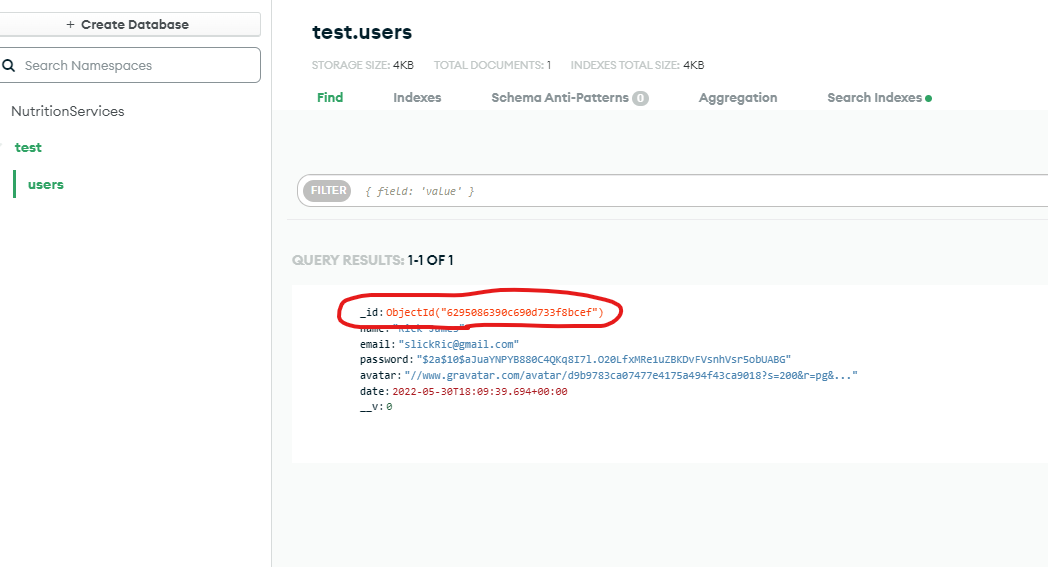 + Create Database
Search Namespaces
NutritionServices
test
users
test.users
STORAGE SIZE: 4KB TOTAL DOCUMENTS: 1 INDEXES TOTAL SIZE: 4KB
Find Indexes Schema Anti-Patterns 0 Aggregation Search Indexes
FILTER { field: 'value' }
QUERY RESULTS: 1-1 OF 1
_id: ObjectId("6295086390c690d733f8bcef")
name: "Rick James"
email: "slickRic@gmail.com"
password: "$2a$10$aJuaYNPYB880C4QKq8I7l.O20LfxMRe1uZBKDvFVsnhVsr5obUABG"
avatar: "//www.gravatar.com/avatar/d9b9783ca07477e4175a494f43ca9018?s=200&r=pg&..."
date: 2022-05-30T18:09:39.694+00:00
__v: 0